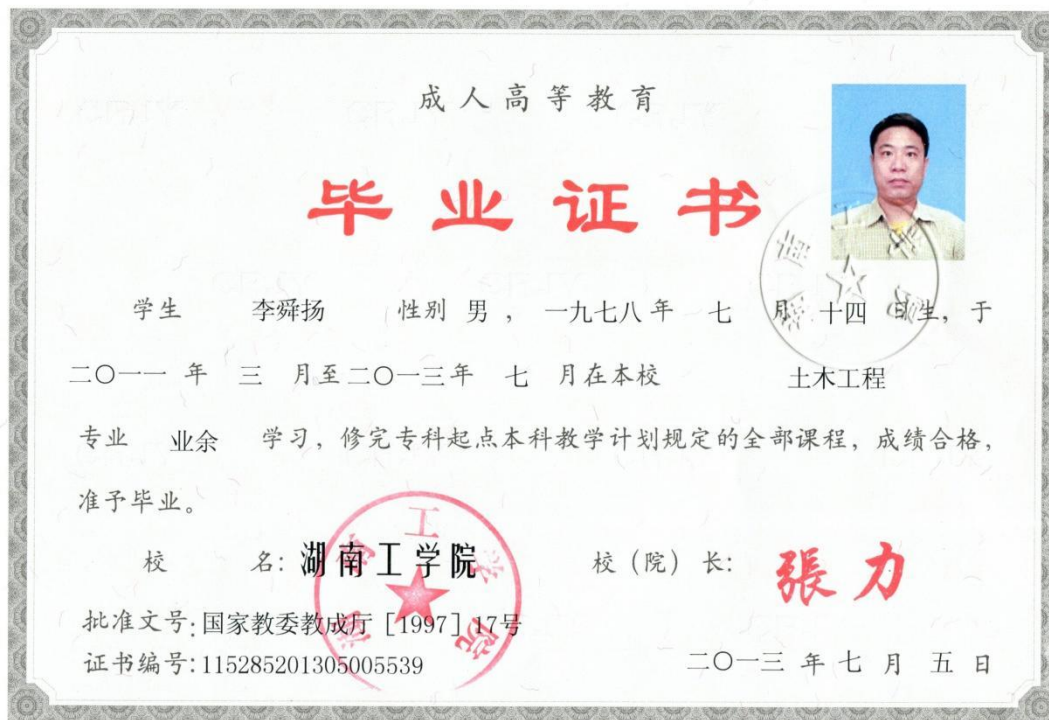 成人高等教育
毕业证书
学生 李舜扬 性别 男 , 一九七八 年 七 月 十四 日生, 于
二〇一一 年 三 月至 二〇一三 年 七 月在本校 土木工程
专业 业余 学习, 修完专科起点本科教学计划规定的全部课程, 成绩合格,
准予毕业。
校 名: 湖南工学院 校（院）长: 張力
批准文号: 国家教委教成厅［1997］17号
证书编号: 115285201305005539 二〇一三 年 七 月 五 日
湖南工学院